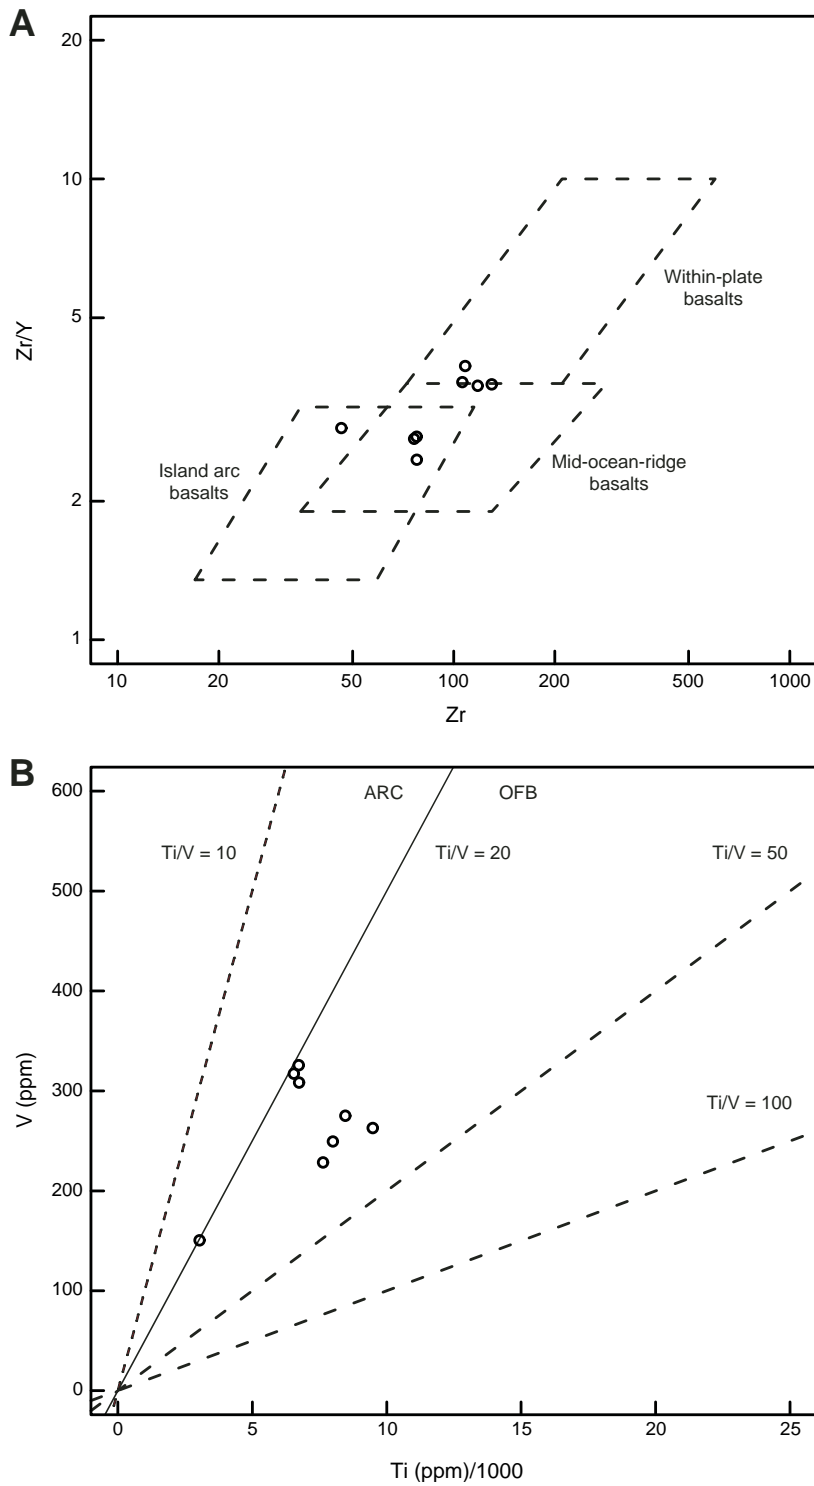 A
20
10
5
2
1
Zr/Y
Within-plate
basalts
Island arc
basalts
Mid-ocean-ridge
basalts
10 20 50 100 200 500 1000
Zr
B
600
500
400
300
200
100
0
V (ppm)
ARC OFB
Ti/V = 10 Ti/V = 20 Ti/V = 50
Ti/V = 100
0 5 10 15 20 25
Ti (ppm)/1000